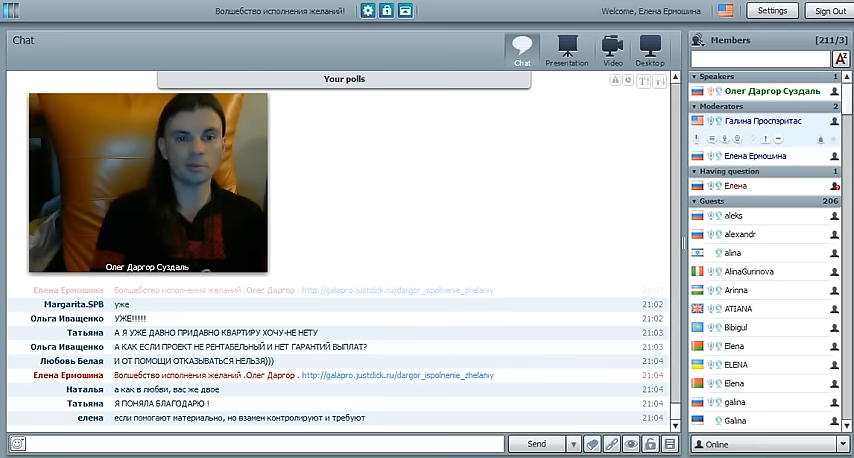 Волшебство исполнения желаний!
Welcome, Елена Ермошина
Settings
Sign Out
Chat
Chat
Presentation
Video
Desktop
Your polls
Олег Даргор Суздаль
Елена Ермошина Волшебство исполнения желаний .Олег Даргор . http://galapro.justclick.ru/dargor_ispolnenie_zhelaniy 21:02
Margarita.SPB уже 21:02
Ольга Иващенко УЖЕ!!!!! 21:02
Татьяна А Я УЖЕ ДАВНО ПРИДАВНО КВАРТИРУ ХОЧУ-НЕ НЕТУ 21:03
Ольга Иващенко А КАК ЕСЛИ ПРОЕКТ НЕ РЕНТАБЕЛЬНЫЙ И НЕТ ГАРАНТИЙ ВЫПЛАТ? 21:03
Любовь Белая И ОТ ПОМОЩИ ОТКАЗЫВАТЬСЯ НЕЛЬЗЯ))) 21:04
Елена Ермошина Волшебство исполнения желаний .Олег Даргор . http://galapro.justclick.ru/dargor_ispolnenie_zhelaniy 21:04
Наталья а как в любви, вас же двое 21:04
Татьяна Я ПОНЯЛА БЛАГОДАРЮ ! 21:04
елена если помогают материально, но взамен контролируют и требуют 21:04
Send
Members [211/3]
Speakers 1
Олег Даргор Суздаль
Moderators 2
Галина Просперитас
Елена Ермошина
Having question 1
Елена
Guests 206
aleks
alexandr
alina
AlinaGurinova
Arinna
ATIANA
Bibigul
Elena
ELENA
Elena
galina
Galina
Online